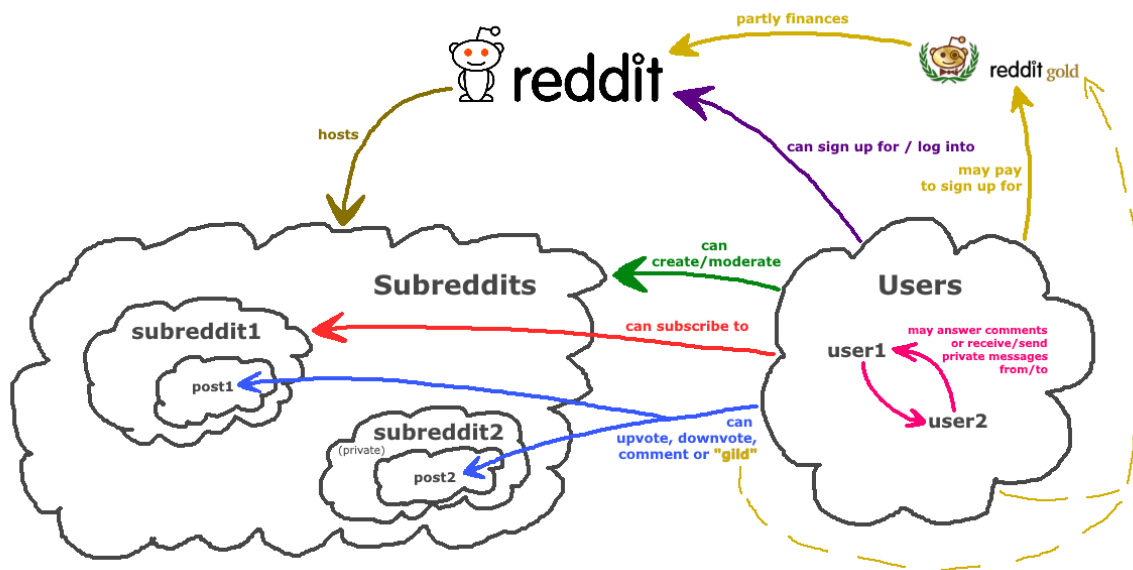 partly finances
reddit
reddit gold
hosts
can sign up for / log into
may pay
to sign up for
can
create/moderate
Subreddits
Users
can subscribe to
subreddit1
may answer comments
or receive/send
private messages
from/to
user1
post1
user2
can
upvote, downvote,
comment or "gild"
subreddit2
(private)
post2